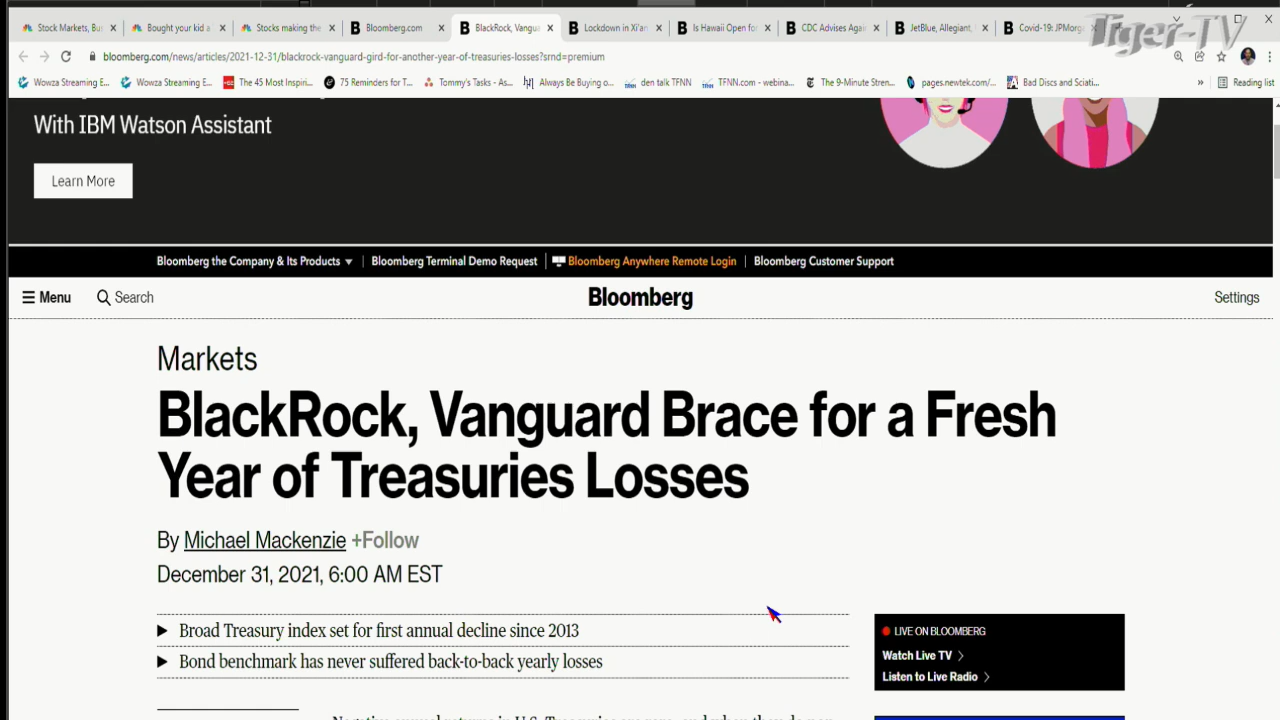 Stock Markets, Bu
Bought your kid a
Stocks making the
Bloomberg.com
BlackRock, Vangua
Lockdown in Xi'an
Is Hawaii Open fo
CDC Advises Agai
JetBlue, Allegiant,
Covid-19: JPMorg
Tiger-TV
bloomberg.com/news/articles/2021-12-31/blackrock-vanguard-gird-for-another-year-of-treasuries-losses?srnd=premium
Wowza Streaming E...
Wowza Streaming E...
The 45 Most Inspiri...
75 Reminders for T...
Tommy's Tasks - As...
Always Be Buying o...
den talk TFNN
TFNN.com - webina...
The 9-Minute Stren...
pages.newtek.com/...
Bad Discs and Sciati...
»
Reading list
With IBM Watson Assistant
Learn More
Bloomberg the Company & Its Products
Bloomberg Terminal Demo Request
Bloomberg Anywhere Remote Login
Bloomberg Customer Support
Menu
Search
Bloomberg
Settings
Markets
BlackRock, Vanguard Brace for a Fresh
Year of Treasuries Losses
By Michael Mackenzie +Follow
December 31, 2021, 6:00 AM EST
Broad Treasury index set for first annual decline since 2013
Bond benchmark has never suffered back-to-back yearly losses
LIVE ON BLOOMBERG
Watch Live TV
Listen to Live Radio